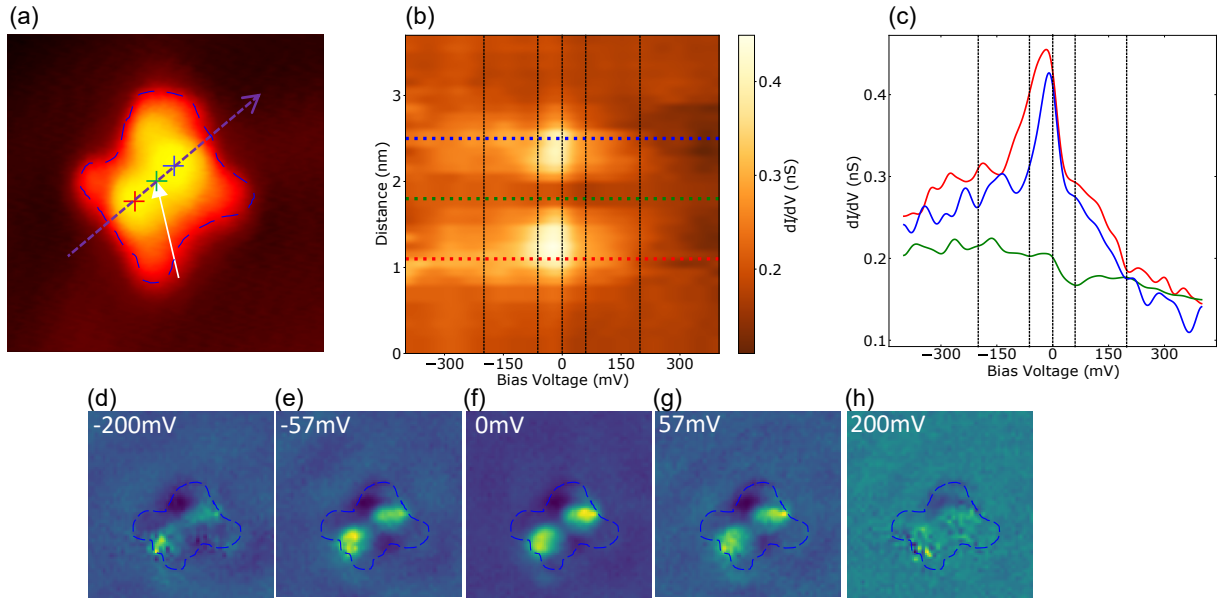 (a)
(b)
(c)
3
2
1
0
Distance (nm)
−300
−150
0
150
300
Bias Voltage (mV)
0.4
0.3
0.2
dI/dV (nS)
0.4
0.3
0.2
0.1
dI/dV (nS)
−300
−150
0
150
300
Bias Voltage (mV)
(d)
(e)
(f)
(g)
(h)
-200mV
-57mV
0mV
57mV
200mV